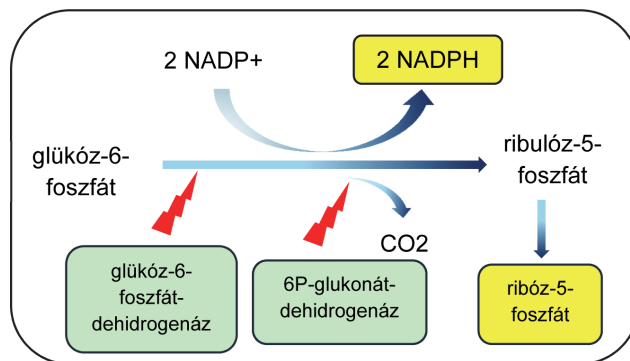 2 NADP+
2 NADPH
glükóz-6-
foszfát
ribulóz-5-
foszfát
CO2
glükóz-6-
foszfát-
dehidrogenáz
6P-glukonát-
dehidrogenáz
ribóz-5-
foszfát